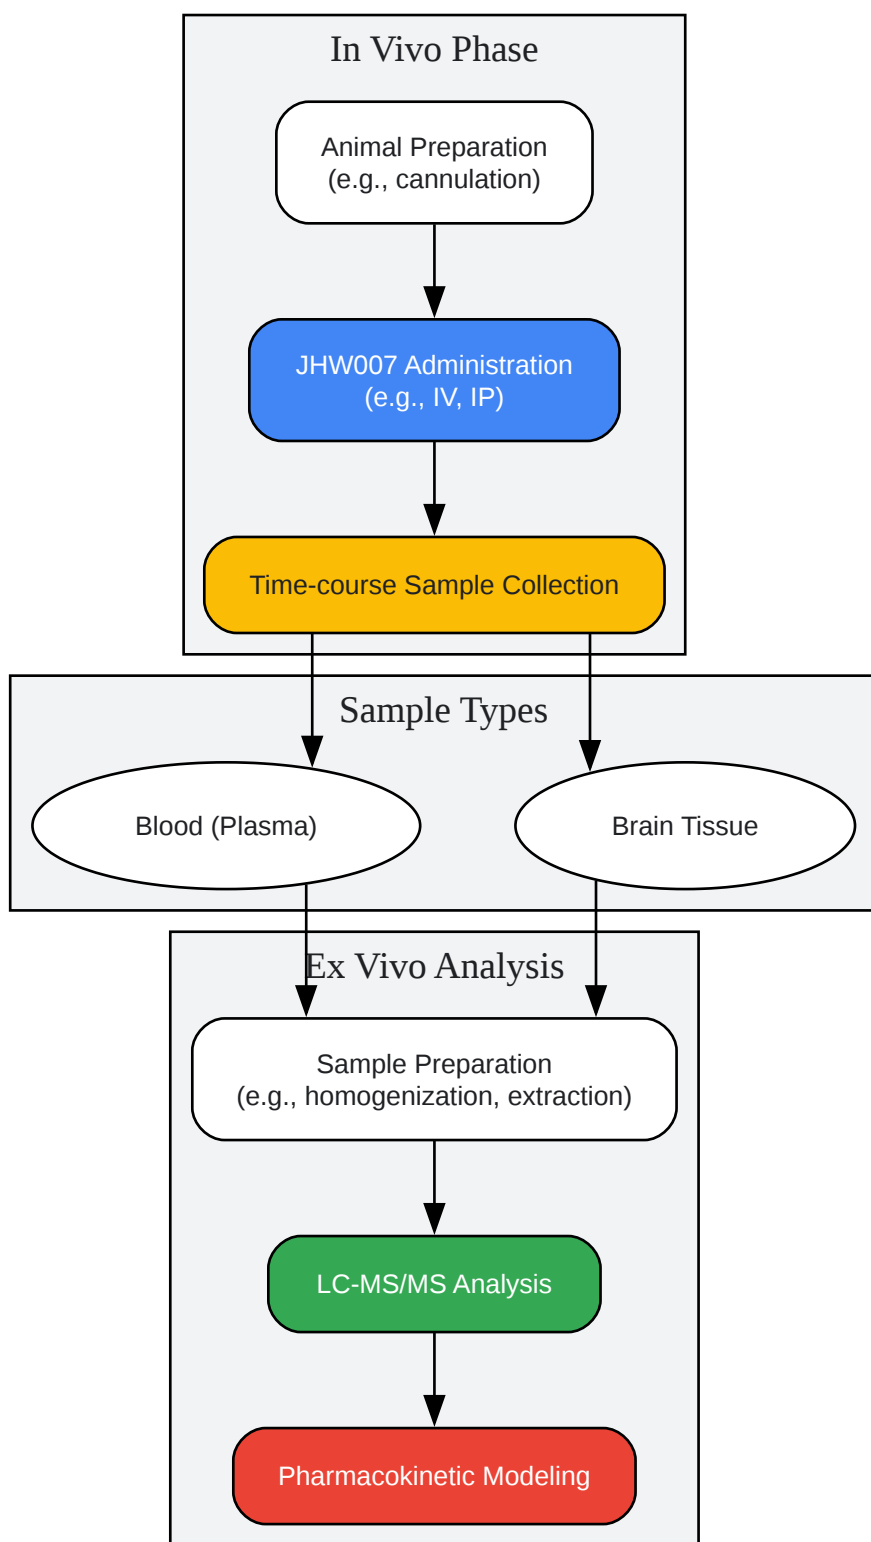 In Vivo Phase
Animal Preparation
(e.g., cannulation)
JHW007 Administration
(e.g., IV, IP)
Time-course Sample Collection
Sample Types
Blood (Plasma)
Brain Tissue
Ex Vivo Analysis
Sample Preparation
(e.g., homogenization, extraction)
LC-MS/MS Analysis
Pharmacokinetic Modeling